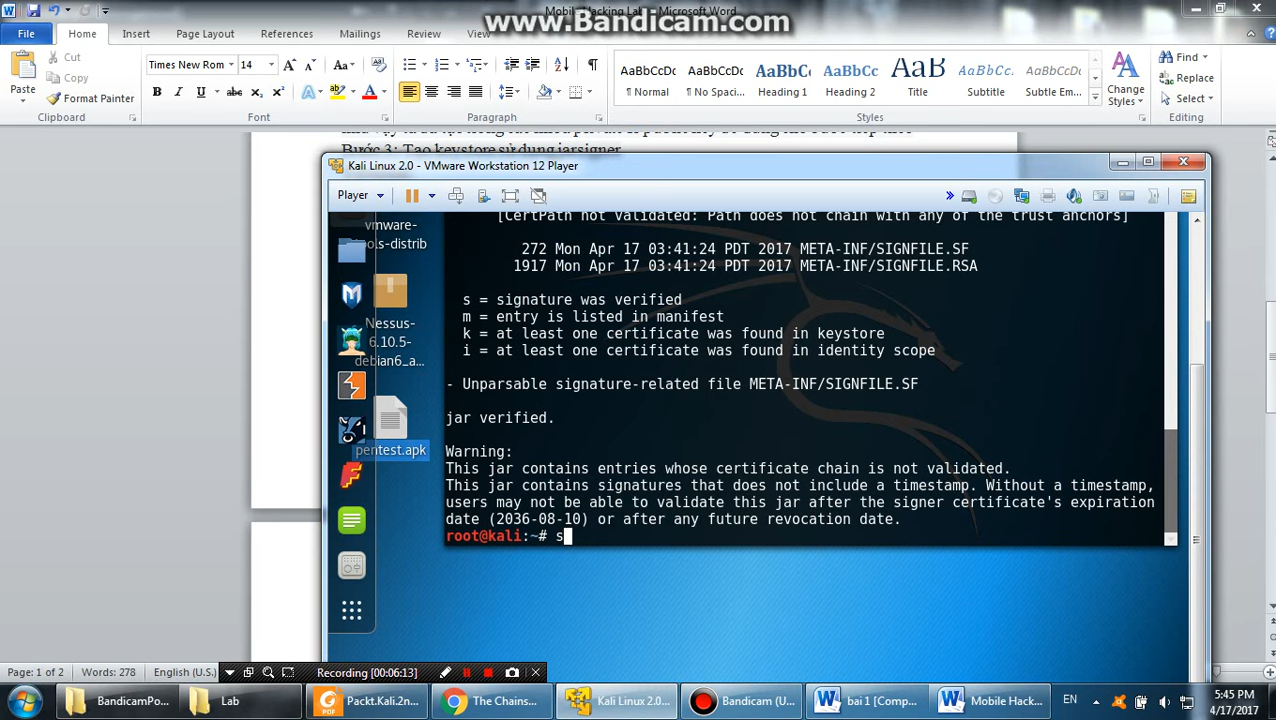 Mobile Hacking Lab - Microsoft Word
www.Bandicam.com
File Home Insert Page Layout References Mailings Review View
Cut
Copy
Format Painter
Paste
Clipboard
Times New Rom 14
Font
Paragraph
AaBbCcDc AaBbCcDc AaBbCc AaBbCc AaB AaBbCcL AaBbCcDc
¶ Normal ¶ No Spaci... Heading 1 Heading 2 Title Subtitle Subtle Em...
Change Styles
Styles
Find
Replace
Select
Editing
Bước 3: Tạo keystore sử dụng jarsigner
Kali Linux 2.0 - VMware Workstation 12 Player
Player
vmware-tools-distrib
Nessus-6.10.5-debian6_a...
pentest.apk
[CertPath not validated: Path does not chain with any of the trust anchors]
272 Mon Apr 17 03:41:24 PDT 2017 META-INF/SIGNFILE.SF
1917 Mon Apr 17 03:41:24 PDT 2017 META-INF/SIGNFILE.RSA
s = signature was verified
m = entry is listed in manifest
k = at least one certificate was found in keystore
i = at least one certificate was found in identity scope
- Unparsable signature-related file META-INF/SIGNFILE.SF
jar verified.
Warning:
This jar contains entries whose certificate chain is not validated.
This jar contains signatures that does not include a timestamp. Without a timestamp,
users may not be able to validate this jar after the signer certificate's expiration
date (2036-08-10) or after any future revocation date.
root@kali:~# s
Page: 1 of 2 Words: 278 English (U.S.)
Recording [00:06:13]
BandicamPo... Lab Packt.Kali.2n... The Chains... Kali Linux 2.0... Bandicam (U... bai 1 [Comp... Mobile Hack...
EN
5:45 PM
4/17/2017